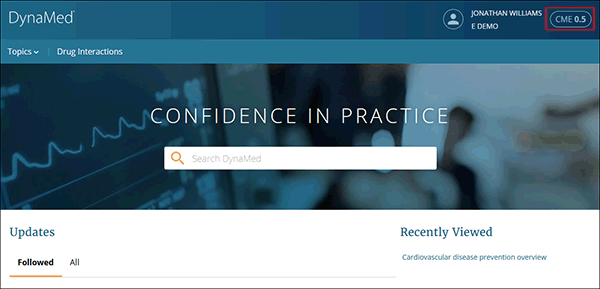 DynaMed
JONATHAN WILLIAMS
E DEMO
CME 0.5
Topics
Drug Interactions
CONFIDENCE IN PRACTICE
Search DynaMed
Updates
Recently Viewed
Followed
All
Cardiovascular disease prevention overview